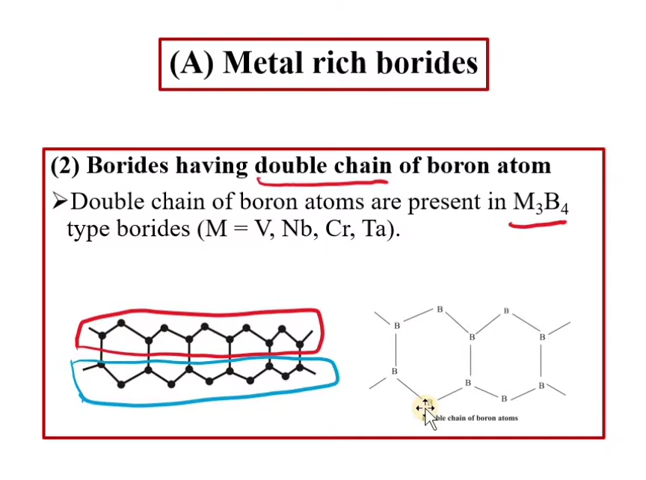 (A) Metal rich borides
(2) Borides having double chain of boron atom
➢Double chain of boron atoms are present in M₃B₄
type borides (M = V, Nb, Cr, Ta).
B
B
B
B
B
B
B
B
B
chain of boron atoms